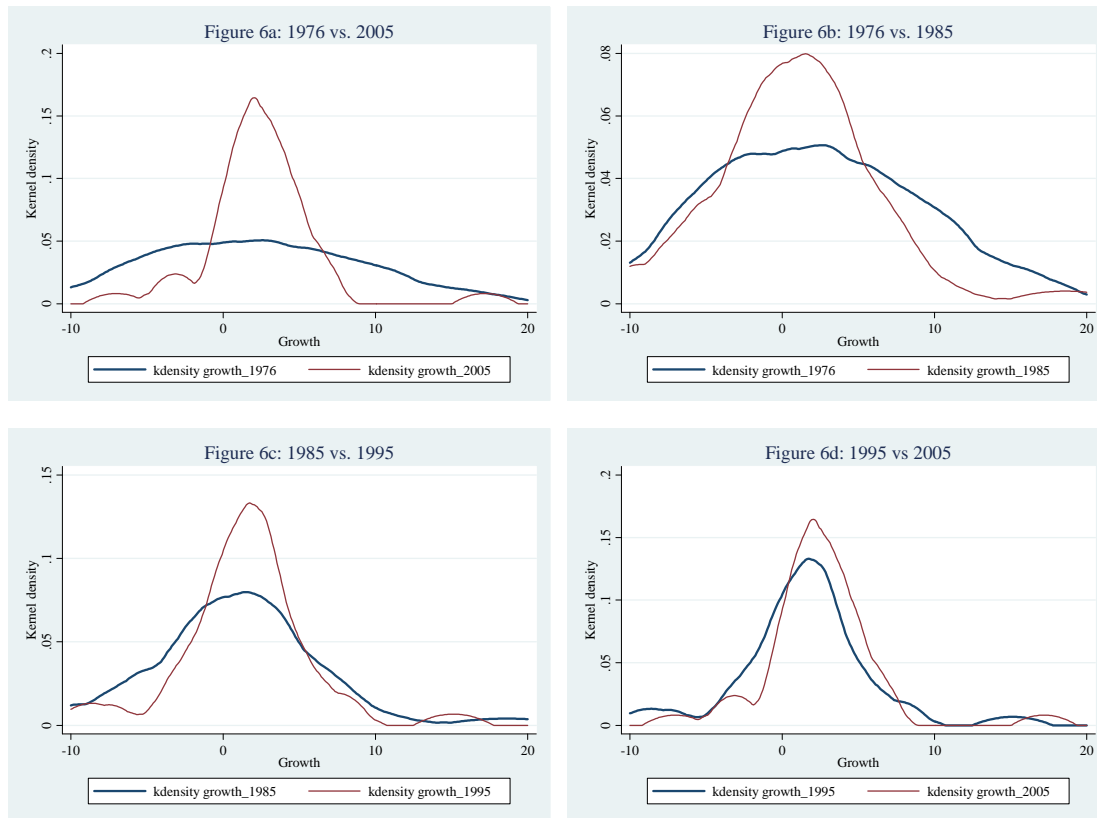 Figure 6a: 1976 vs. 2005
Kernel density
0 .05 .1 .15 .2
-10 0 10 20
Growth
kdensity growth_1976 kdensity growth_2005
Figure 6b: 1976 vs. 1985
Kernel density
0 .02 .04 .06 .08
-10 0 10 20
Growth
kdensity growth_1976 kdensity growth_1985
Figure 6c: 1985 vs. 1995
Kernel density
0 .05 .1 .15
-10 0 10 20
Growth
kdensity growth_1985 kdensity growth_1995
Figure 6d: 1995 vs 2005
Kernel density
0 .05 .1 .15 .2
-10 0 10 20
Growth
kdensity growth_1995 kdensity growth_2005